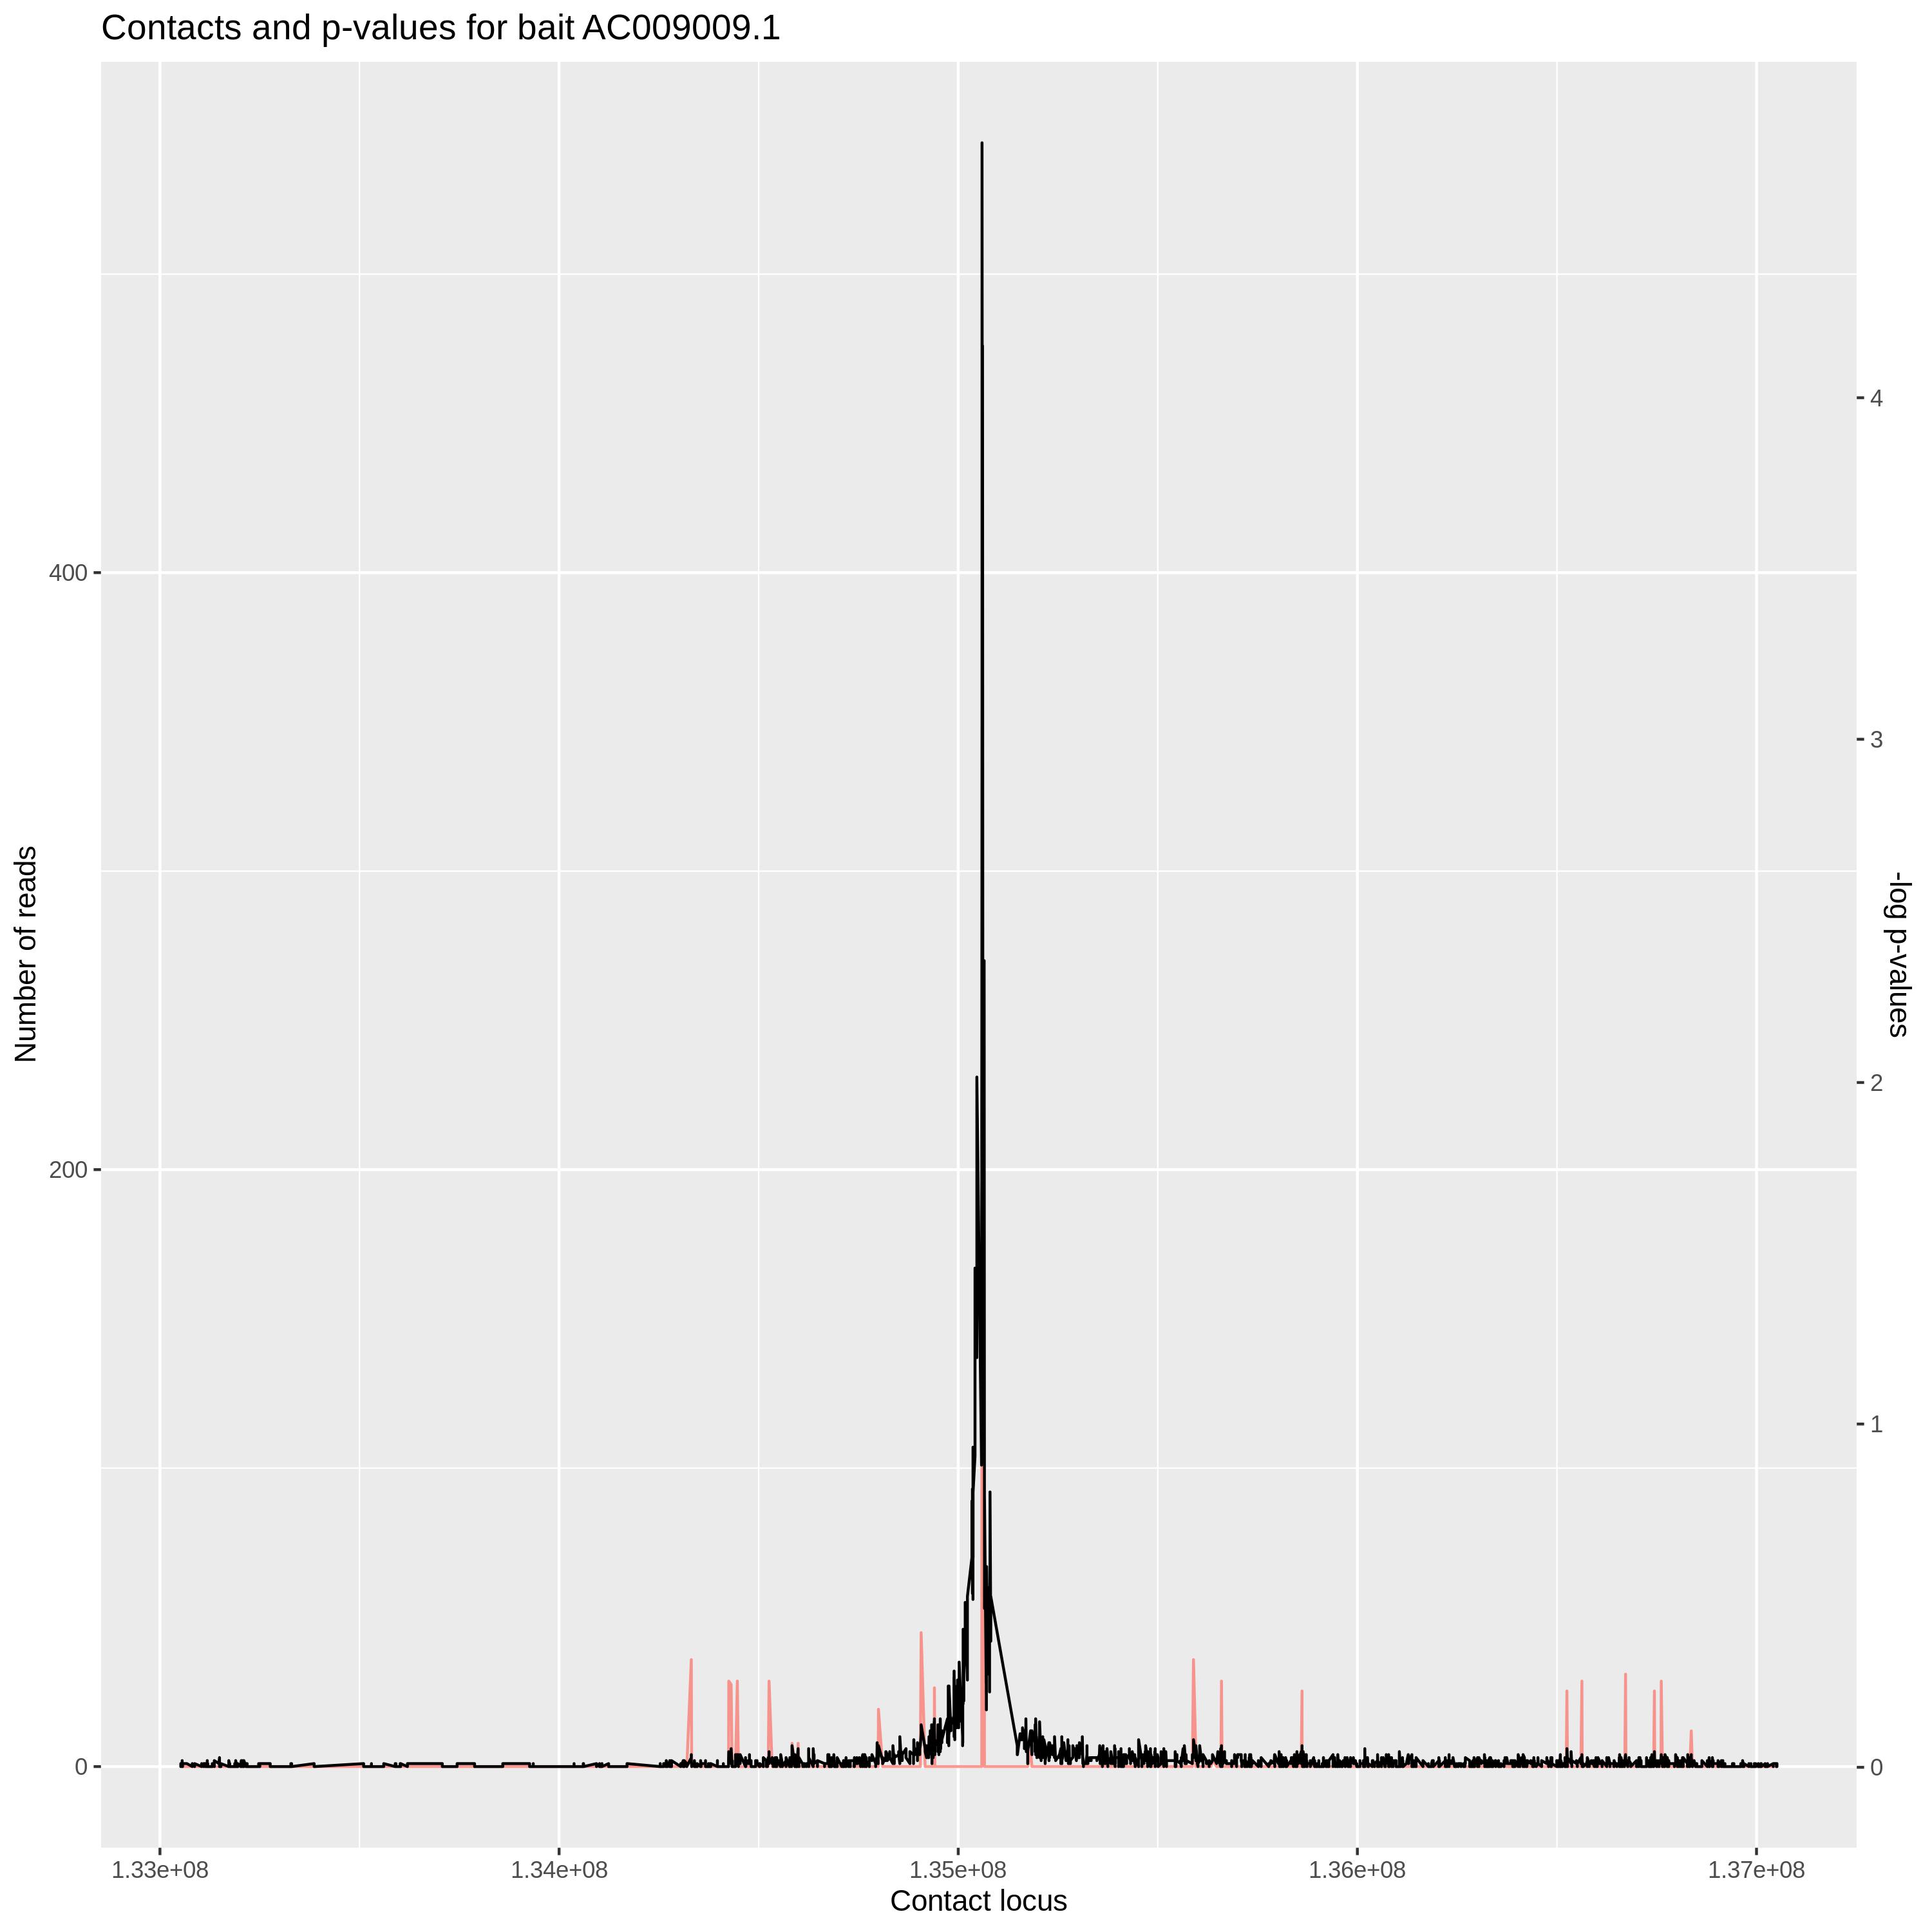 Contacts and p-values for bait AC009009.1
Number of reads
400
200
0
4
3
2
1
0
-log p-values
1.33e+08
1.34e+08
1.35e+08
1.36e+08
1.37e+08
Contact locus